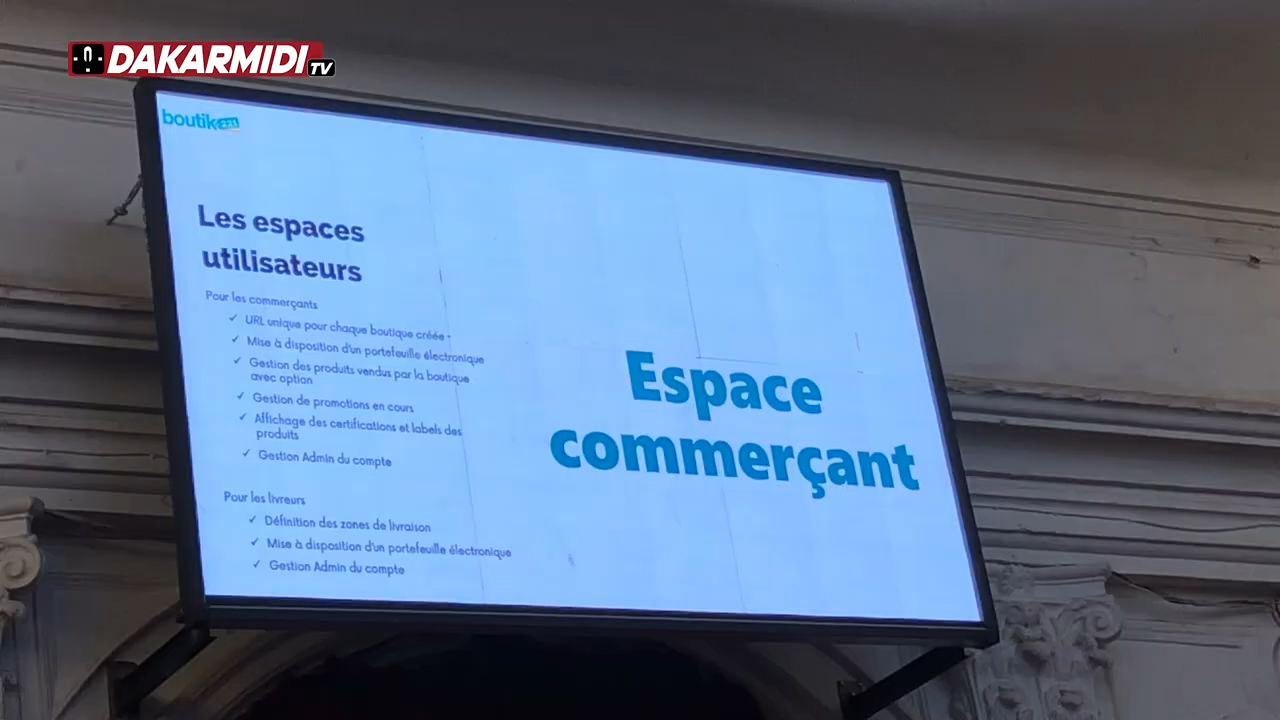 DAKARMIDI TV
boutik221
Les espaces
utilisateurs
Pour les commerçants
✓ URL unique pour chaque boutique créée -
✓ Mise à disposition d'un portefeuille électronique
✓ Gestion des produits vendus par la boutique
avec option
✓ Gestion de promotions en cours
✓ Affichage des certifications et labels des
produits
✓ Gestion Admin du compte
Pour les livreurs
✓ Définition des zones de livraison
✓ Mise à disposition d'un portefeuille électronique
✓ Gestion Admin du compte
Espace
commerçant